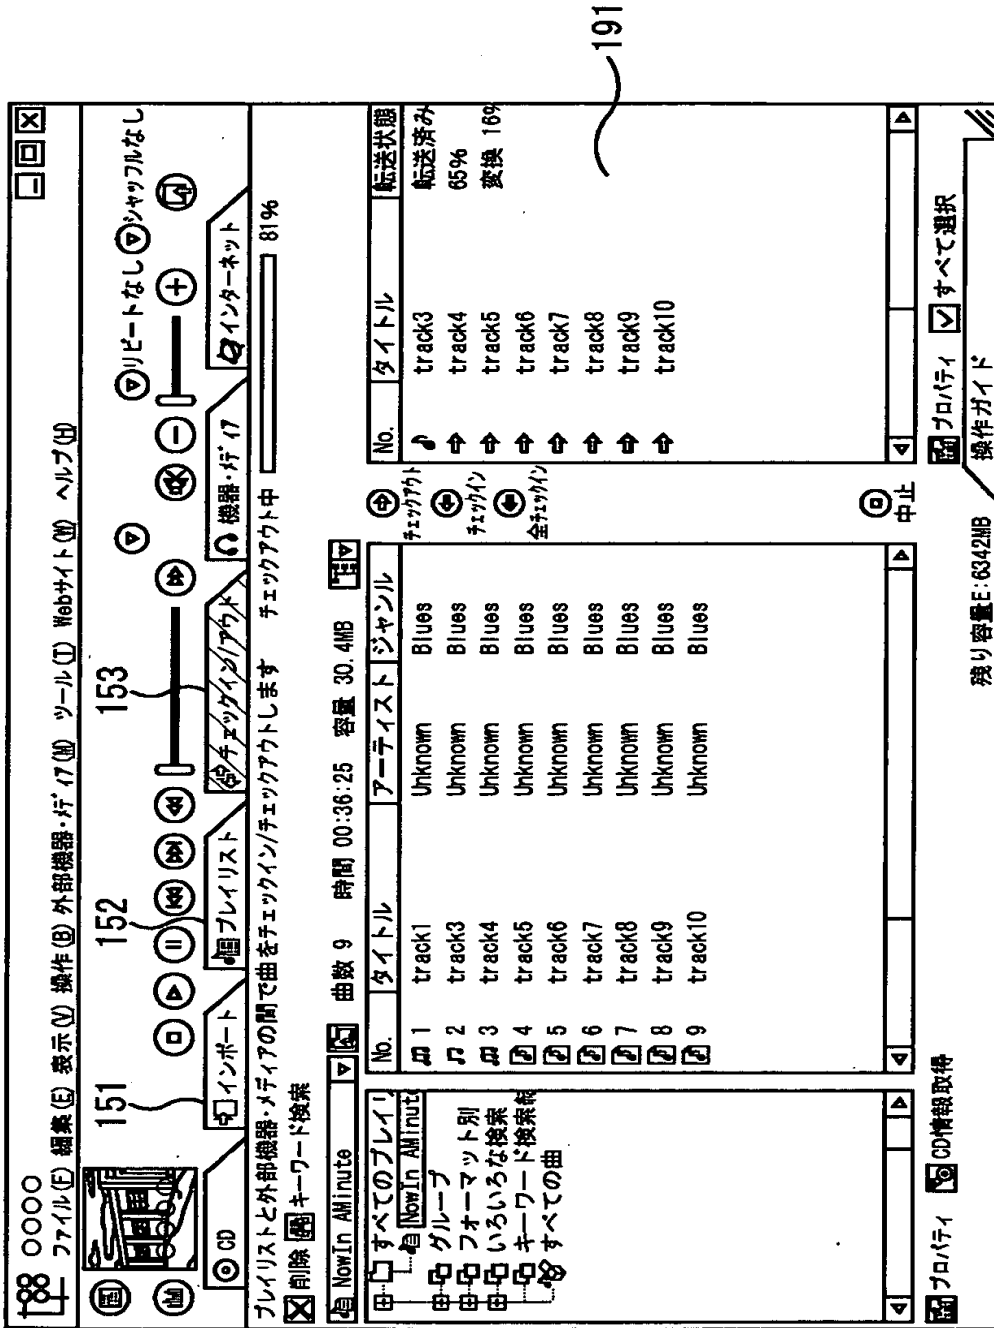 ○○○○
ファイル(F) 編集(E) 表示(V) 操作(B) 外部機器・ﾒﾃﾞｨｱ(M) ツール(T) Webサイト(W) ヘルプ(H)
リピートなし シャッフルなし
151
152
153
CD
インポート
プレイリスト
チェックイン/アウト
機器・ﾒﾃﾞｨｱ
インターネット
プレイリストと外部機器・メディアの間で曲をチェックイン/チェックアウトします チェックアウト中 81%
削除 キーワード検索
NowIn AMinute 曲数 9 時間 00:36:25 容量 30.4MB
すべてのプレイ
NowIn AMinut
グループ
フォーマット別
いろいろな検索
キーワード検索
すべての曲
No. タイトル アーティスト ジャンル
1 track1 Unknown Blues
2 track3 Unknown Blues
3 track4 Unknown Blues
4 track5 Unknown Blues
5 track6 Unknown Blues
6 track7 Unknown Blues
7 track8 Unknown Blues
8 track9 Unknown Blues
9 track10 Unknown Blues
チェックアウト
チェックイン
全チェックイン
中止
No. タイトル 転送状態
track3 転送済み
track4 65%
track5 変換 16%
track6
track7
track8
track9
track10
191
プロパティ CD情報取得
プロパティ すべて選択
残り容量E:6342MB 操作ガイド